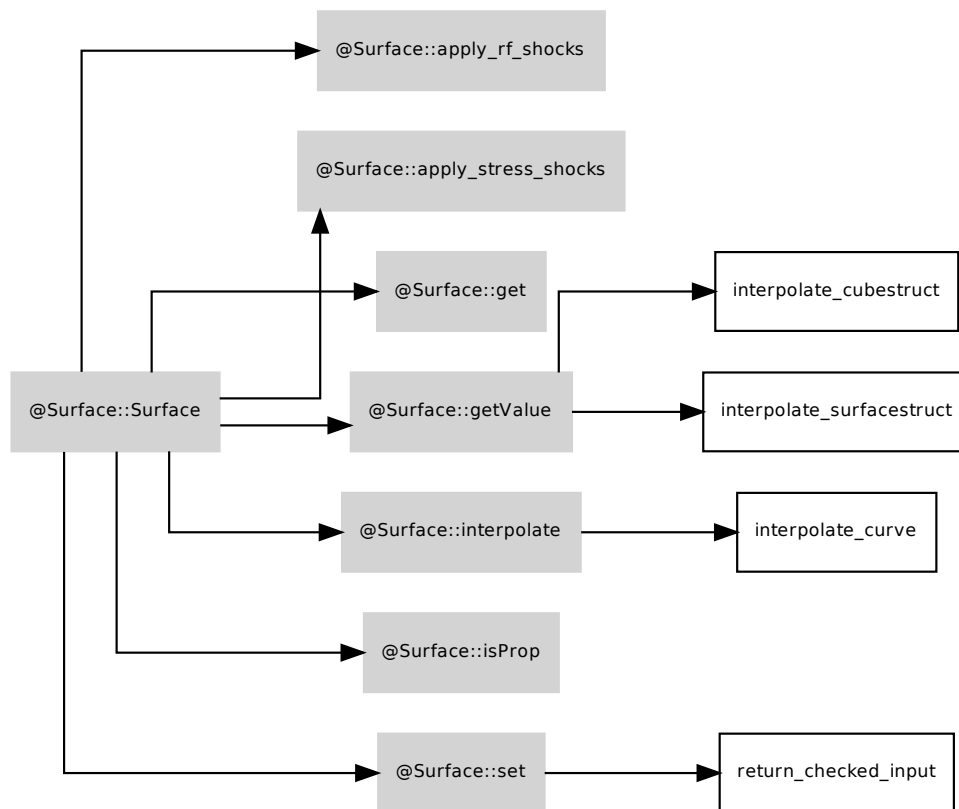 @Surface::apply_rf_shocks
@Surface::apply_stress_shocks
@Surface::get
interpolate_cubestruct
@Surface::Surface
@Surface::getValue
interpolate_surfacestruct
@Surface::interpolate
interpolate_curve
@Surface::isProp
@Surface::set
return_checked_input